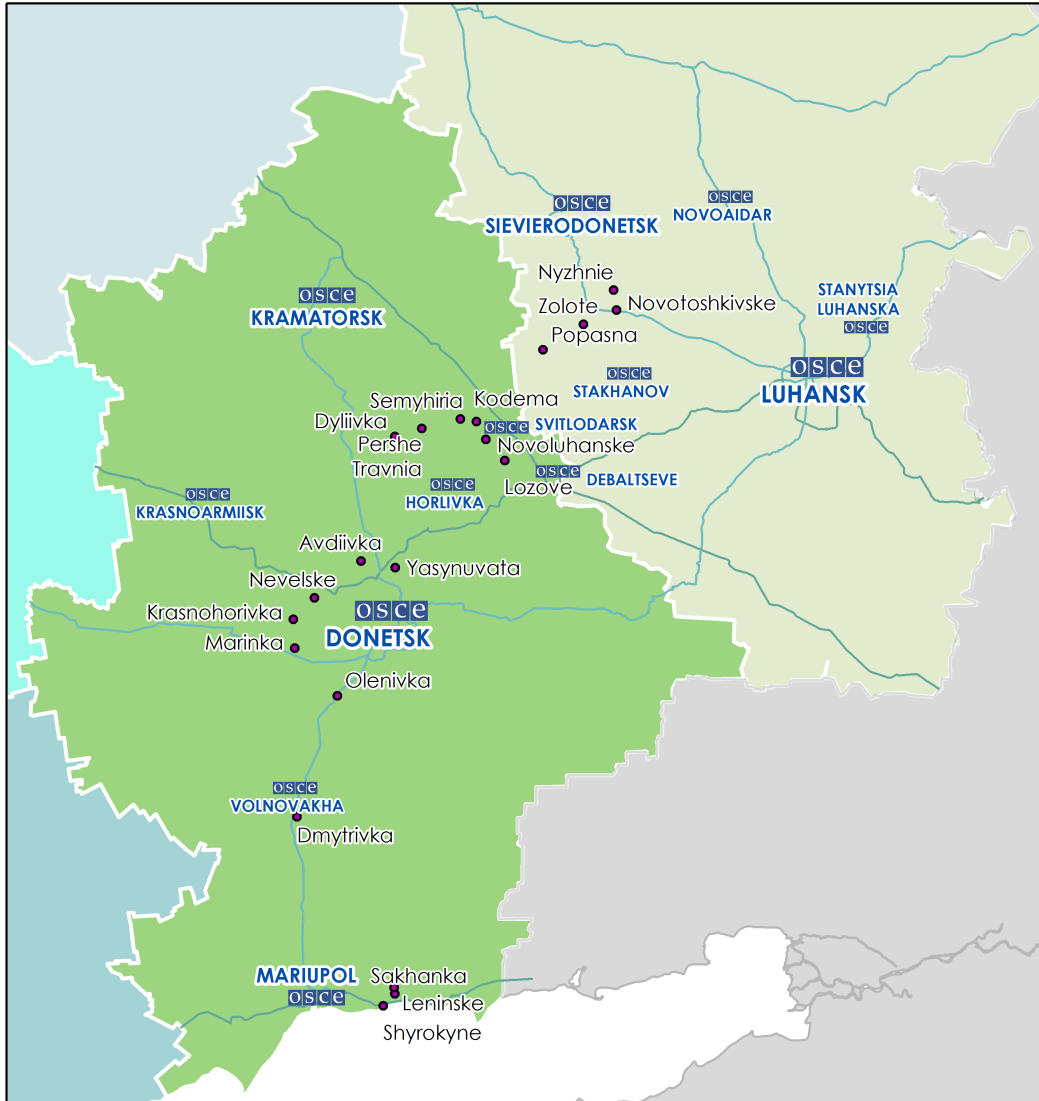 osce
SIEVIERODONETSK
osce
NOVOAIDAR
Nyzhnie
STANYTSIA
LUHANSKA
osce
osce
KRAMATORSK
Zolote
Novotoshkivske
Popasna
osce
STAKHANOV
osce
LUHANSK
Semyhiria
Kodema
Dyliivka
osce
SVITLODARSK
Pershe
Travnia
Novoluhanske
osce
DEBALTSEVE
Lozove
osce
HORLIVKA
osce
KRASNOARMIISK
Avdiivka
Yasynuvata
Nevelske
Krasnohorivka
osce
DONETSK
Marinka
Olenivka
osce
VOLNOVAKHA
Dmytrivka
MARIUPOL
osce
Sakhanka
Leninske
Shyrokyne